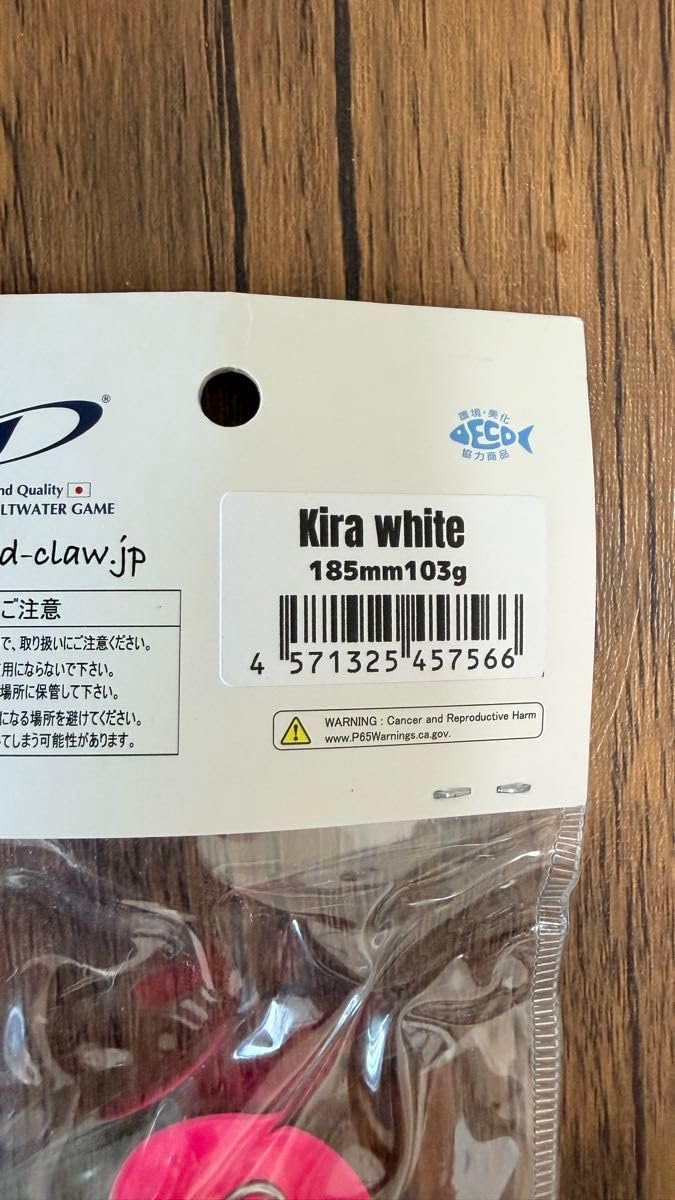 ®
nd Quality
LTWATER GAME
d-claw.jp
ご注意
で、取り扱いにご注意ください。
用にならないで下さい。
場所に保管して下さい。
になる場所を避けてください。
てしまう可能性があります。
環境・美化
ECO
協力商品
Kira white
185mm103g
4 571325 457566
WARNING : Cancer and Reproductive Harm
www.P65Warnings.ca.gov.